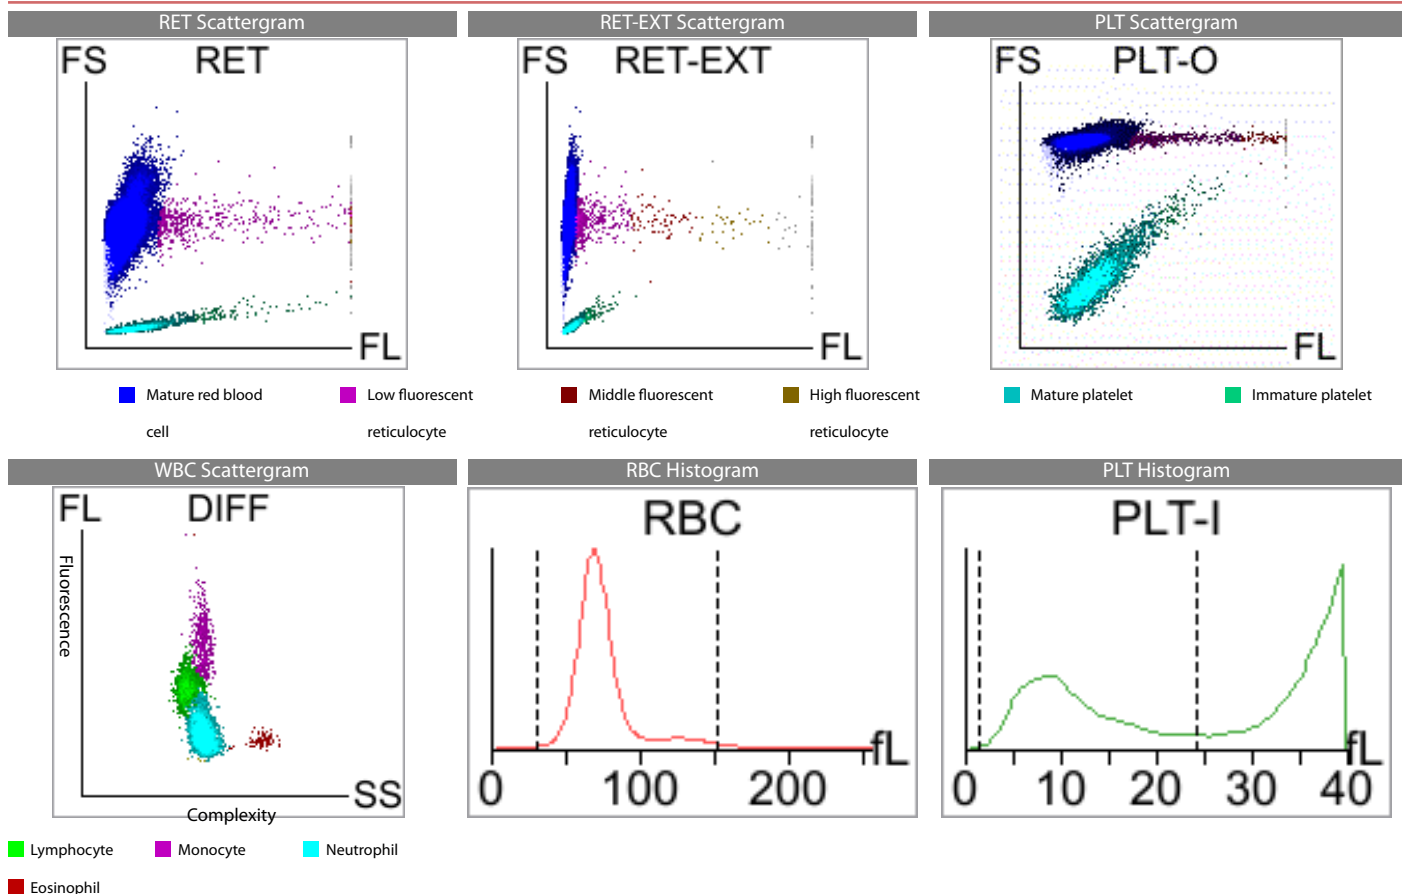 RET Scattergram
RET-EXT Scattergram
PLT Scattergram
FS RET
FL
FS RET-EXT
FL
FS PLT-O
FL
Mature red blood
cell
Low fluorescent
reticulocyte
Middle fluorescent
reticulocyte
High fluorescent
reticulocyte
Mature platelet
Immature platelet
WBC Scattergram
RBC Histogram
PLT Histogram
FL DIFF
Fluorescence
SS
Complexity
RBC
fL
0 100 200
PLT-I
fL
0 10 20 30 40
Lymphocyte
Monocyte
Neutrophil
Eosinophil